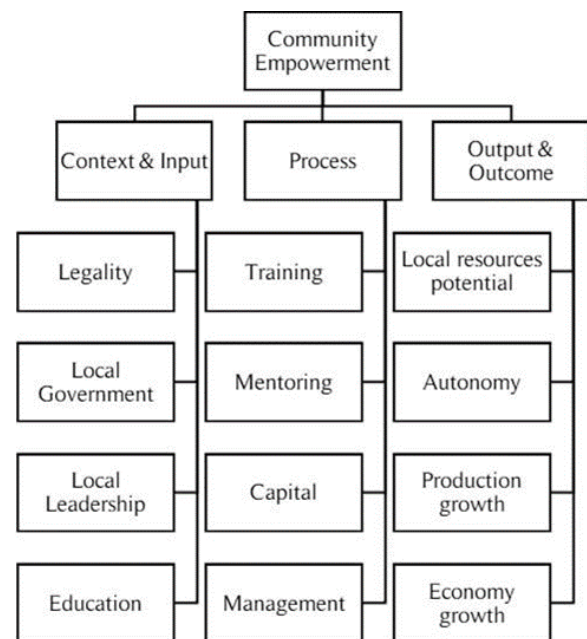 Community
Empowerment
Context & Input
Process
Output &
Outcome
Legality
Training
Local resources
potential
Local
Government
Mentoring
Autonomy
Local
Leadership
Capital
Production
growth
Education
Management
Economy
growth